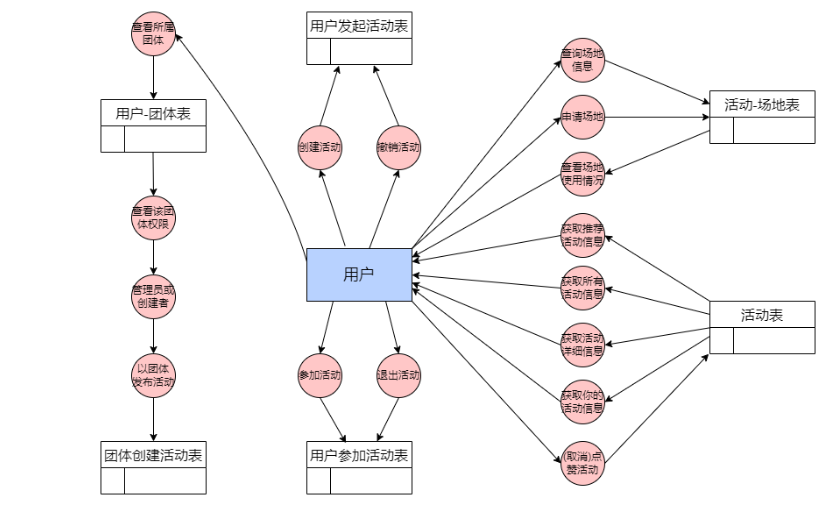 查看所属
团体
用户-团体表
查看该团
体权限
管理员或
创建者
以团体
发布活动
团体创建活动表
用户发起活动表
创建活动
撤销活动
用户
参加活动
退出活动
用户参加活动表
查询场地
信息
申请场地
查看场地
使用情况
活动-场地表
获取推荐
活动信息
获取所有
活动信息
获取活动
详细信息
获取你的
活动信息
(取消)点
赞活动
活动表